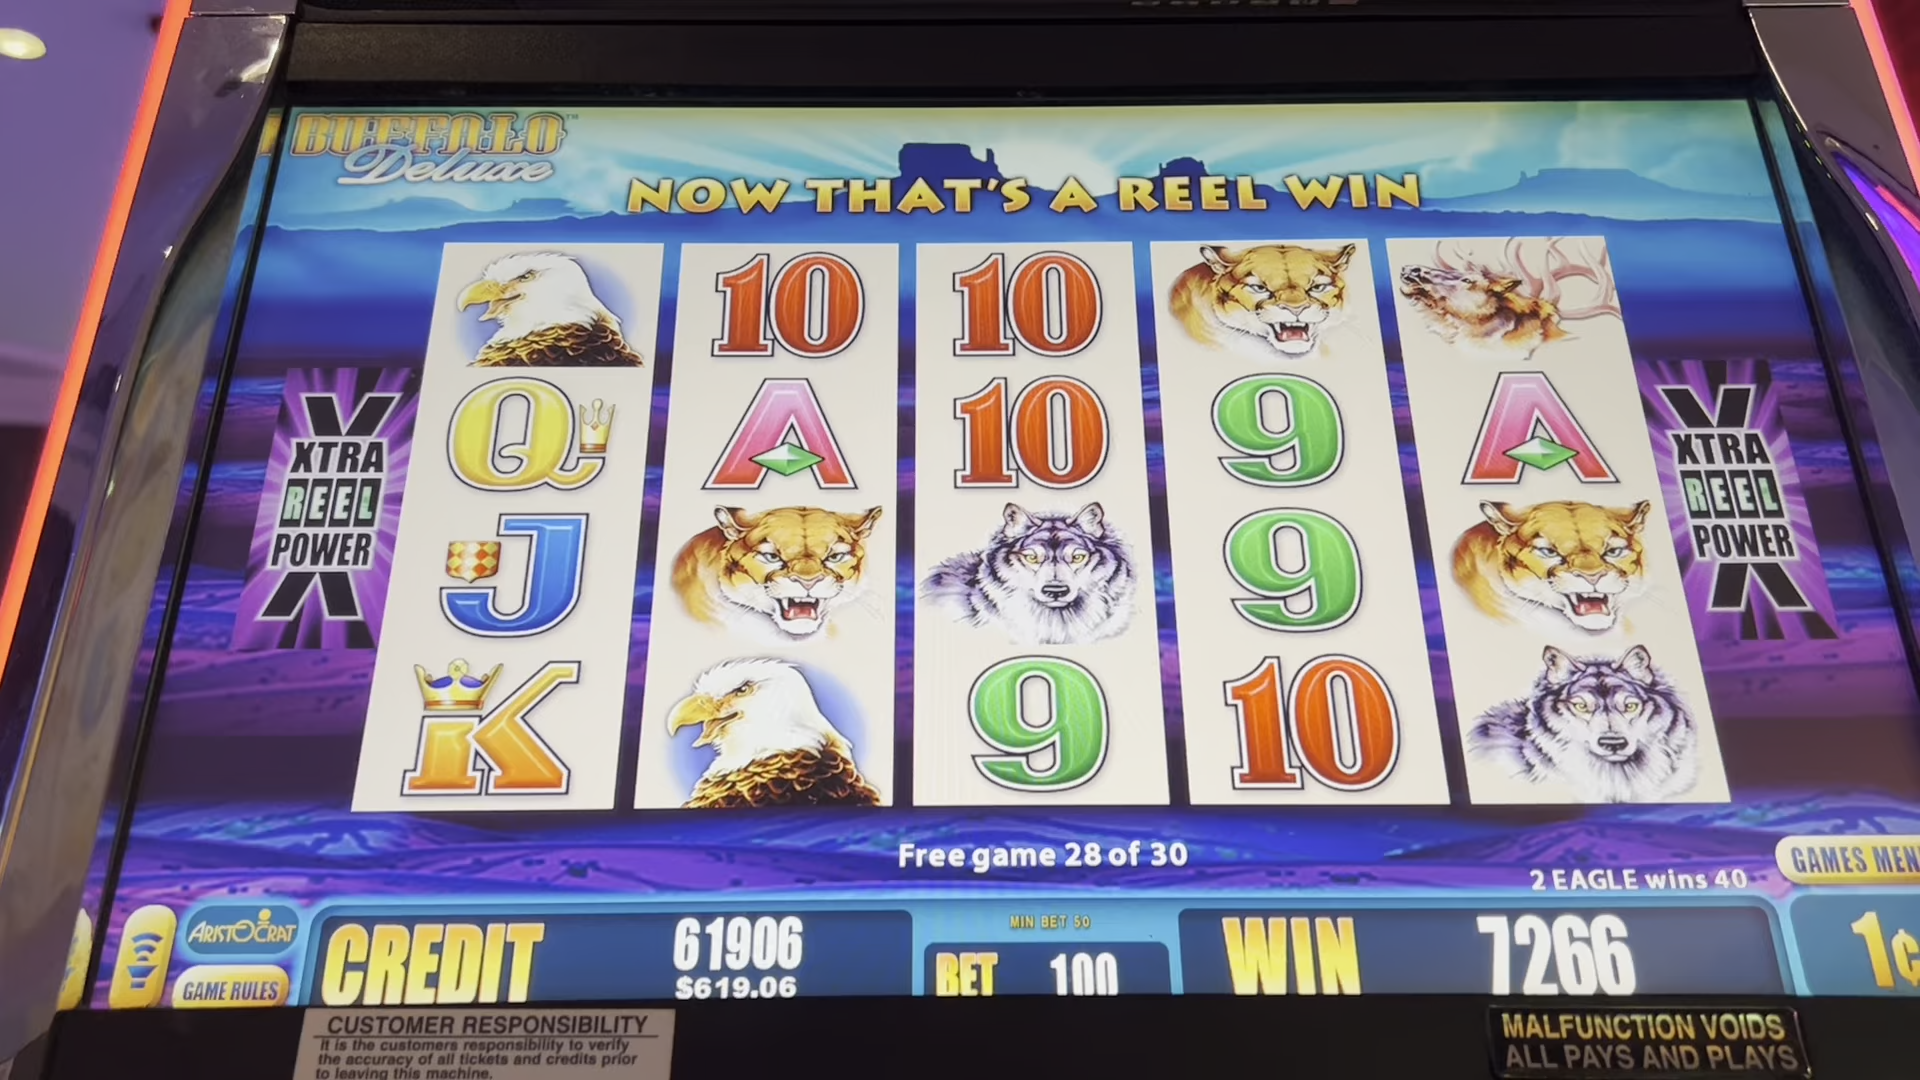 BUFFALO™
Deluxe
NOW THAT'S A REEL WIN
10
10
Q
A
10
9
A
J
9
K
9
10
XTRA
REEL
POWER
X
XTRA
REEL
POWER
X
Free game 28 of 30
2 EAGLE wins 40
GAMES MEN
ARISTOCRAT
GAME RULES
CREDIT
61906
$619.06
MIN BET 50
BET 100
WIN
7266
1¢
CUSTOMER RESPONSIBILITY
It is the customers responsibility to verify
the accuracy of all tickets and credits prior
to leaving this machine.
MALFUNCTION VOIDS
ALL PAYS AND PLAYS